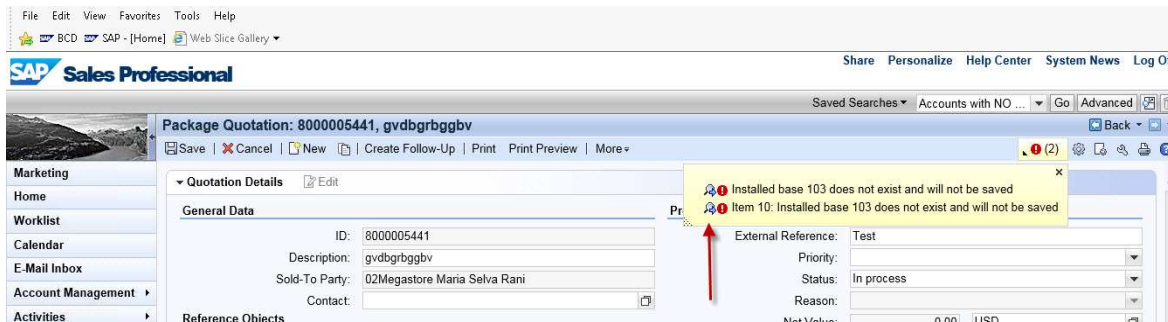 File Edit View Favorites Tools Help
BCD SAP - [Home] Web Slice Gallery
SAP Sales Professional
Share Personalize Help Center System News Log
Saved Searches Accounts with NO ... Go Advanced
Package Quotation: 8000005441, gvdbgrbggbv
Back
Save | Cancel | New | Create Follow-Up | Print Print Preview | More
(2)
Marketing
Home
Worklist
Calendar
E-Mail Inbox
Account Management
Activities
Quotation Details Edit
Installed base 103 does not exist and will not be saved
Item 10: Installed base 103 does not exist and will not be saved
General Data
ID: 8000005441
Description: gvdbgrbggbv
Sold-To Party: 02Megastore Maria Selva Rani
Contact:
Reference Objects
External Reference: Test
Priority:
Status: In process
Reason:
Net Value: 0.00 USD